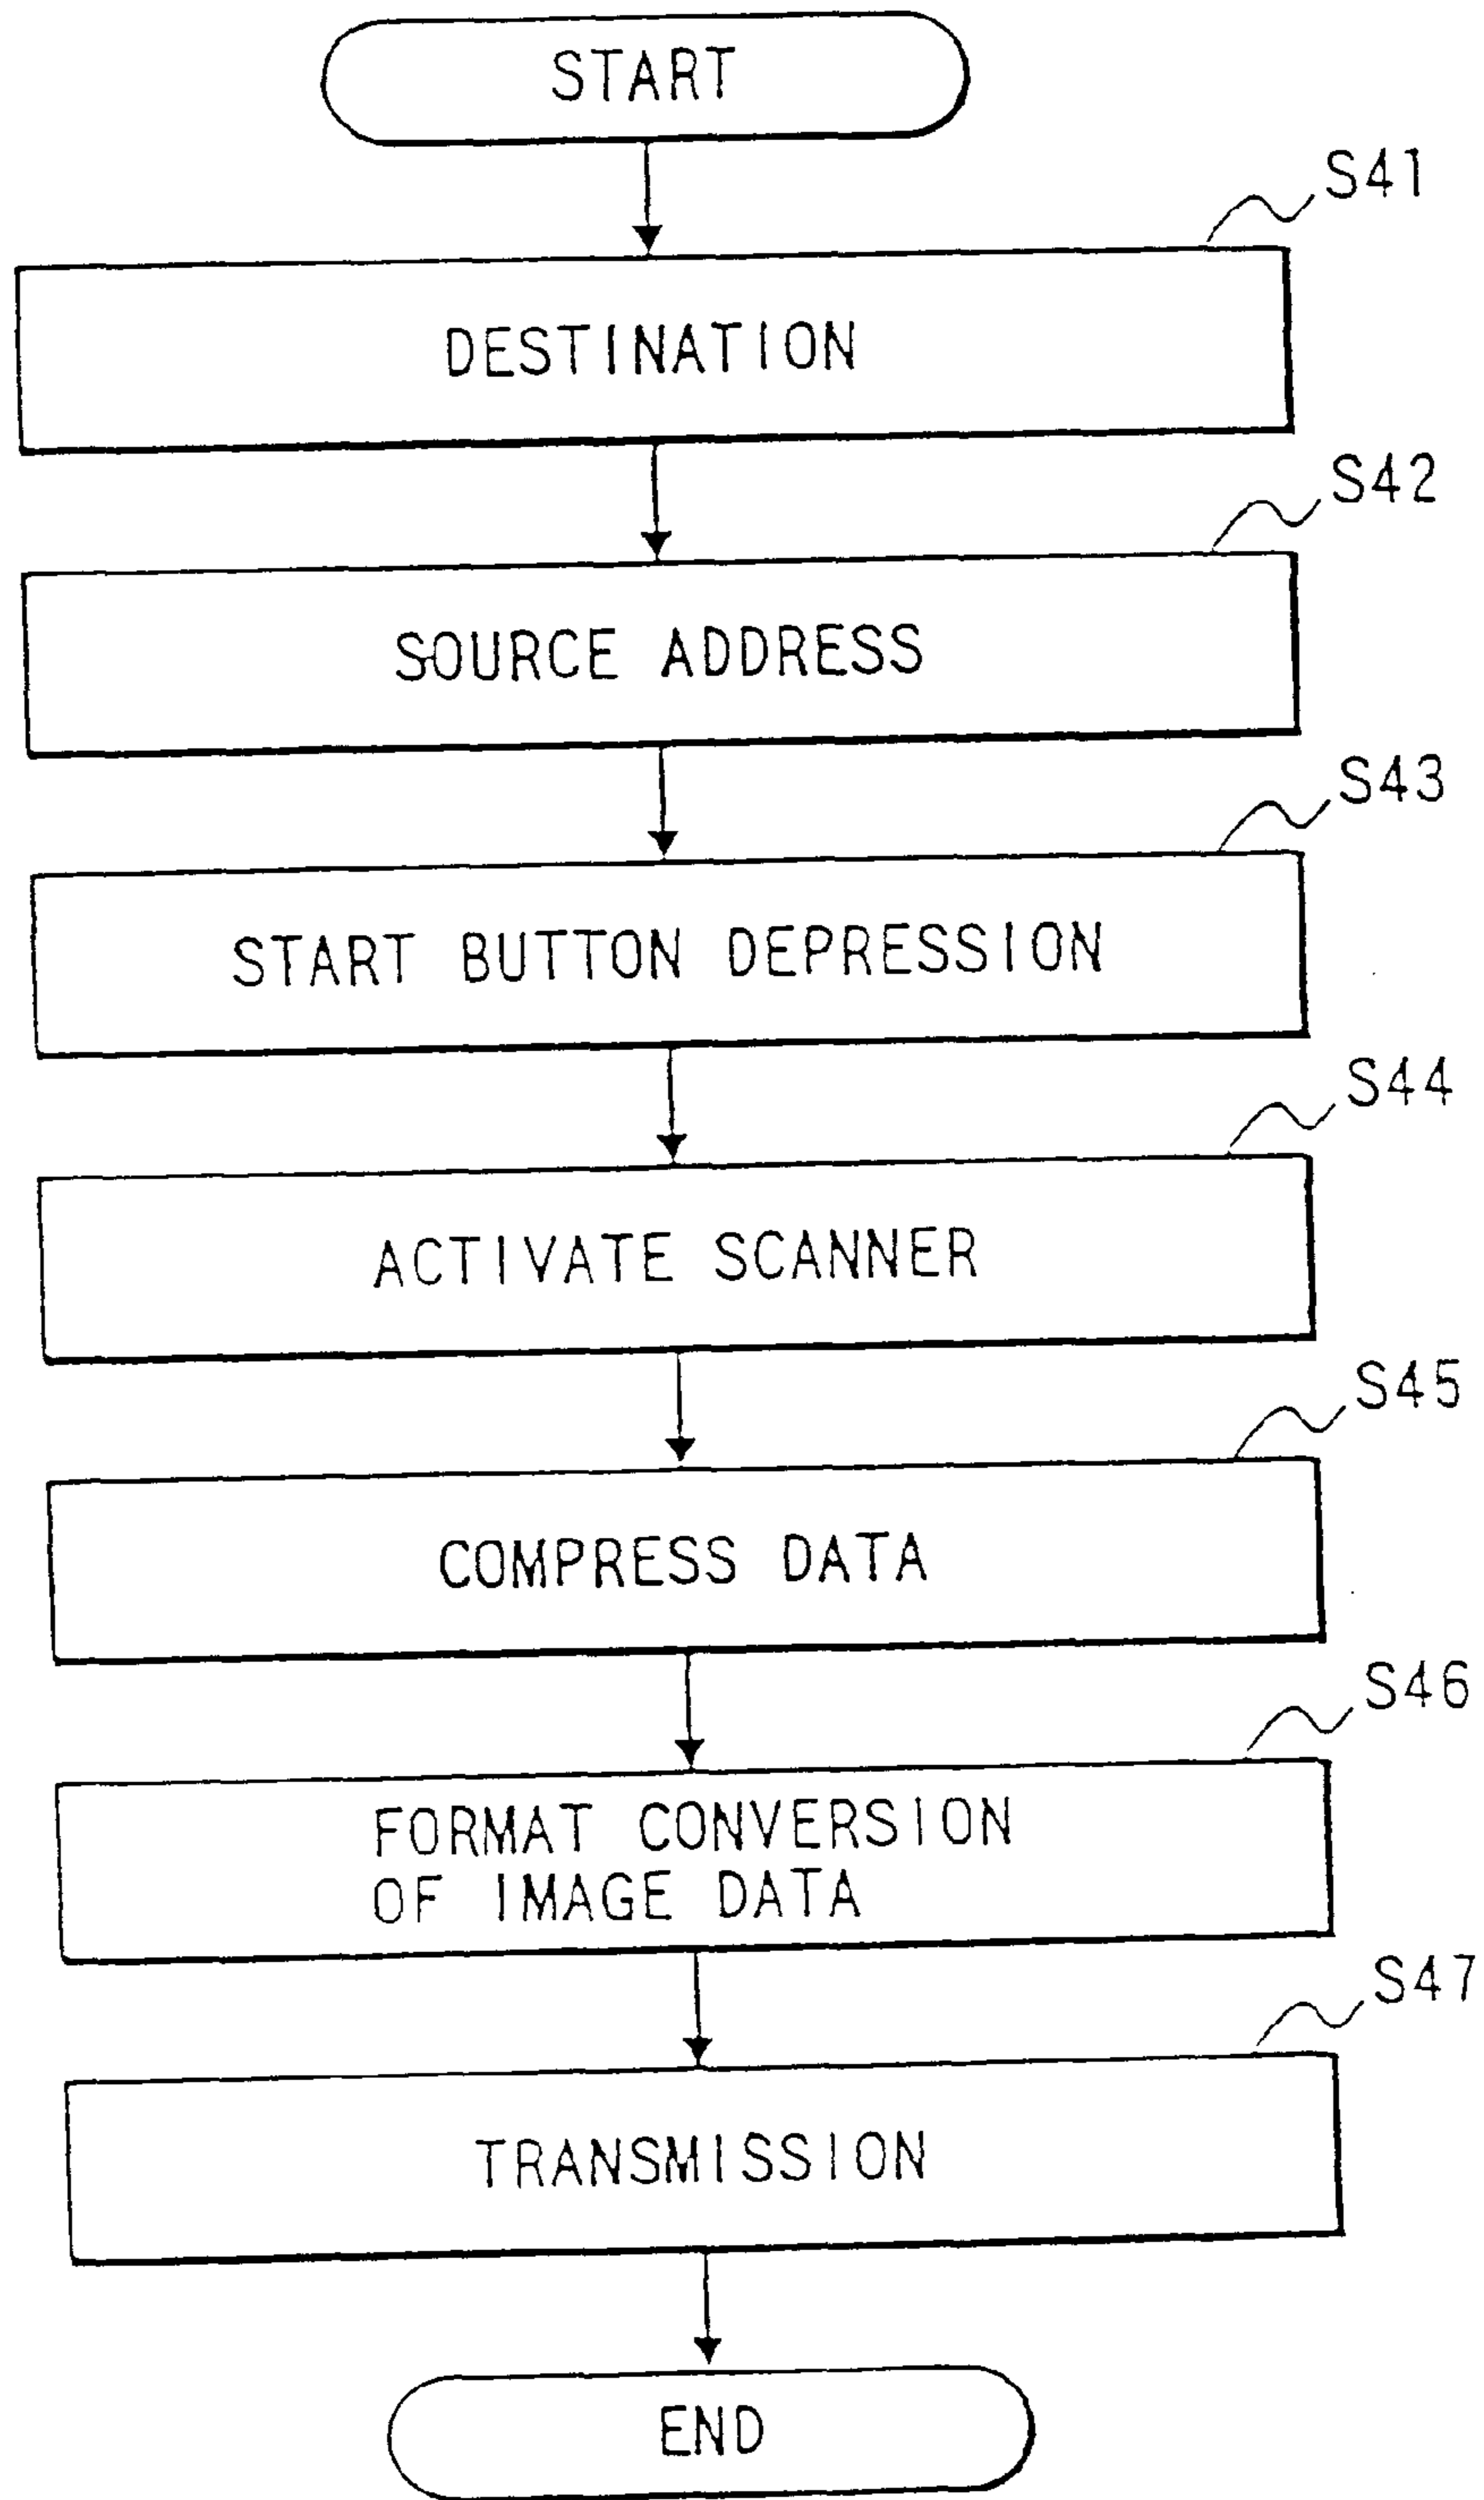 START
S41
DESTINATION
S42
SOURCE ADDRESS
S43
START BUTTON DEPRESSION
S44
ACTIVATE SCANNER
S45
COMPRESS DATA
S46
FORMAT CONVERSION
OF IMAGE DATA
S47
TRANSMISSION
END